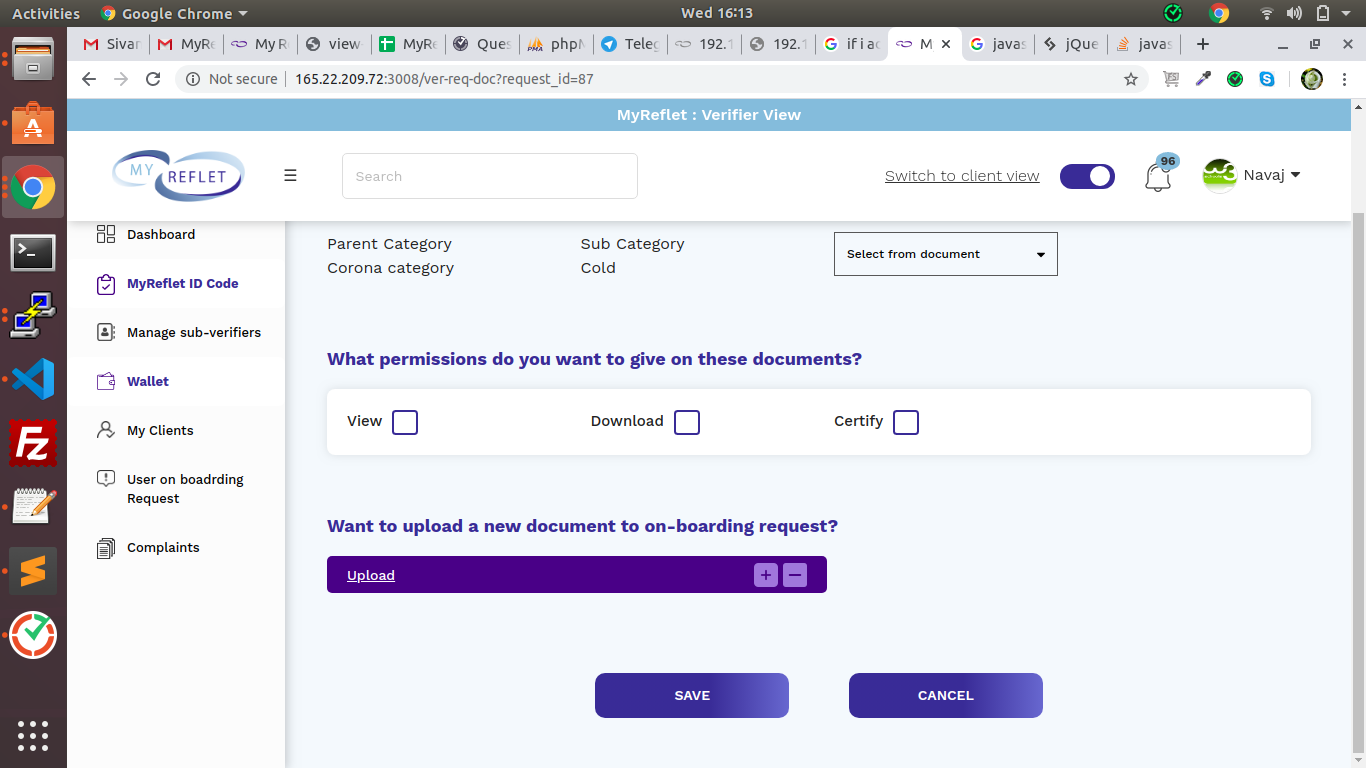 Activities
Google Chrome
Wed 16:13
Sivar
MyRe
My R
view-
MyRe
Ques
phpM
Teleg
192.1
192.1
if i ac
M
javas
jQue
javas
Not secure
165.22.209.72:3008/ver-req-doc?request_id=87
MyReflet : Verifier View
MY REFLET
Search
Switch to client view
96
Navaj
Dashboard
MyReflet ID Code
Manage sub-verifiers
Wallet
My Clients
User on boadrding
Request
Complaints
Parent Category
Sub Category
Corona category
Cold
Select from document
What permissions do you want to give on these documents?
View
Download
Certify
Want to upload a new document to on-boarding request?
Upload
SAVE
CANCEL